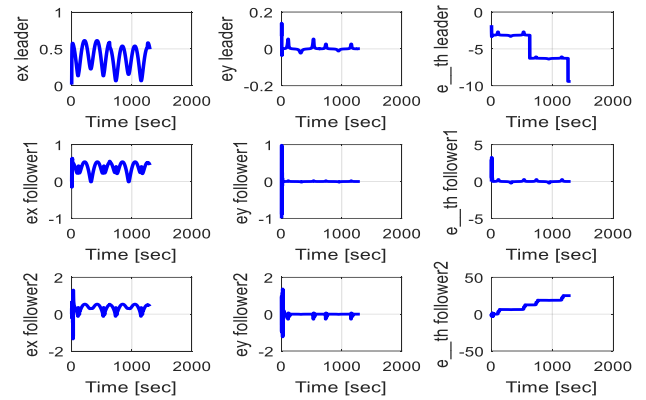 ex leader
1
0.5
0
0 1000 2000
Time [sec]
ey leader
0.2
0
-0.2
0 1000 2000
Time [sec]
e__th leader
0
-5
-10
0 1000 2000
Time [sec]
ex follower1
1
0
-1
0 1000 2000
Time [sec]
ey follower1
1
0
-1
0 1000 2000
Time [sec]
e__th follower1
5
0
-5
0 1000 2000
Time [sec]
ex follower2
2
0
-2
0 1000 2000
Time [sec]
ey follower2
2
0
-2
0 1000 2000
Time [sec]
e__th follower2
50
0
-50
0 1000 2000
Time [sec]